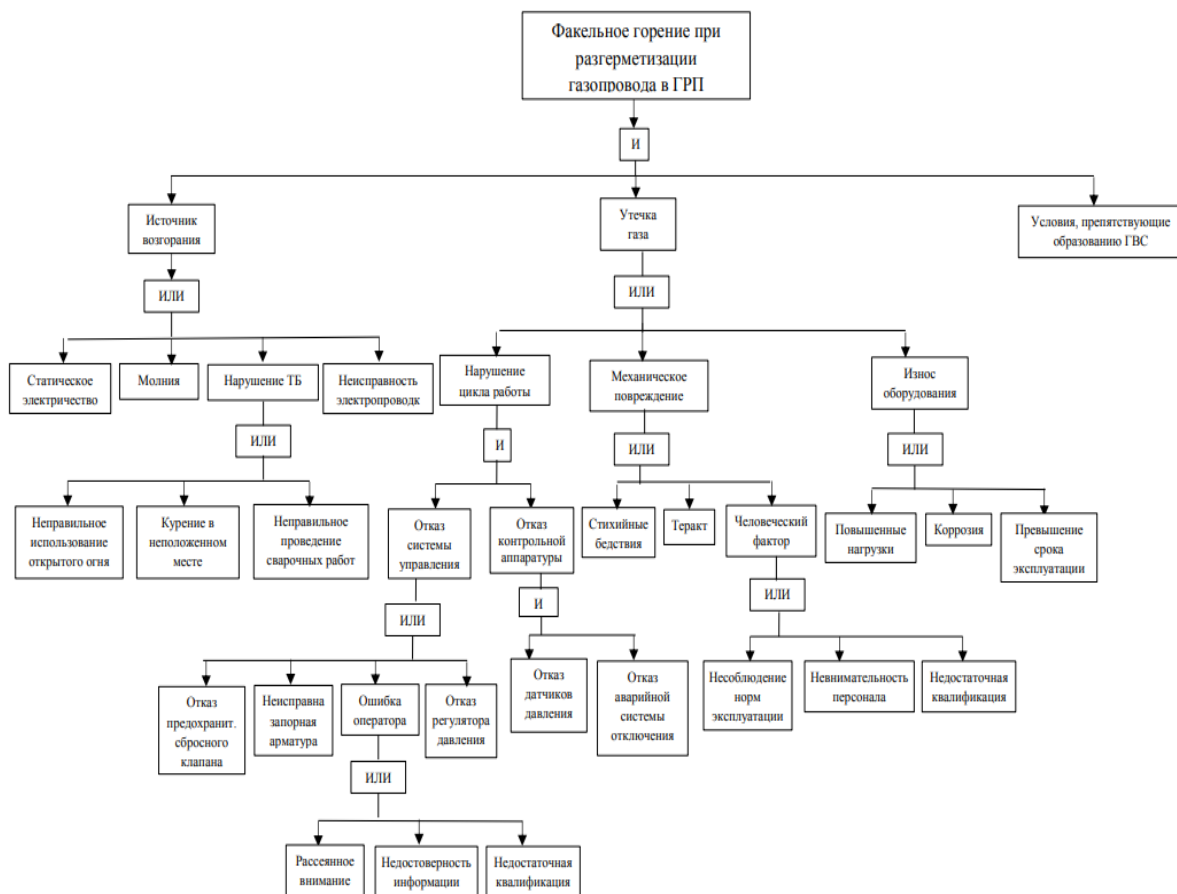 Факельное горение при
разгерметизации
газопровода в ГРП
И
Источник
возгорания
Утечка
газа
Условия, препятствующие
образованию ГВС
ИЛИ
ИЛИ
Статическое
электричество
Молния
Нарушение ТБ
Неисправность
электропроводк
Нарушение
цикла работы
Механическое
повреждение
Износ
оборудования
ИЛИ
И
ИЛИ
ИЛИ
Неправильное
использование
открытого огня
Курение в
неположенном
месте
Неправильное
проведение
сварочных работ
Отказ
системы
управления
Отказ
контрольной
аппаратуры
Стихийные
бедствия
Теракт
Человеческий
фактор
Повышенные
нагрузки
Коррозия
Превышение
срока
эксплуатации
ИЛИ
И
ИЛИ
Отказ
предохранит.
сбросного
клапана
Неисправна
запорная
арматура
Ошибка
оператора
Отказ
регулятора
давления
Отказ
датчиков
давления
Отказ
аварийной
системы
отключения
Несоблюдение
норм
эксплуатации
Невнимательность
персонала
Недостаточная
квалификация
ИЛИ
Рассеянное
внимание
Недостоверность
информации
Недостаточная
квалификация